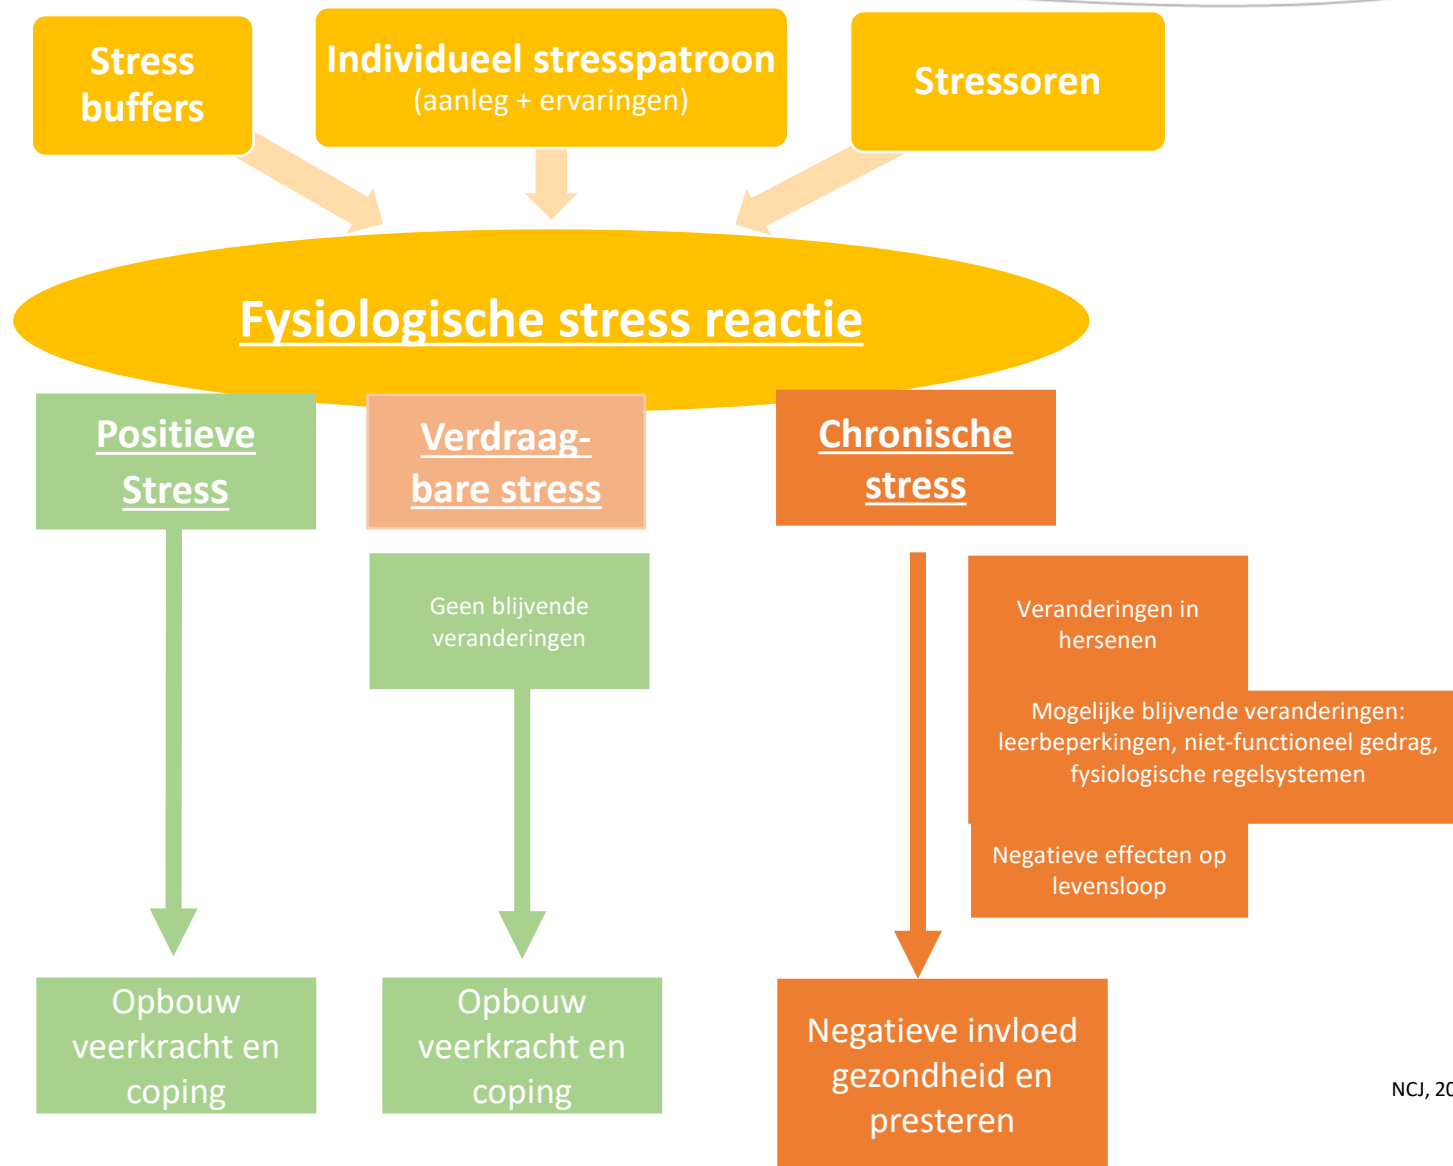 Stress
buffers
Individueel stresspatroon
(aanleg + ervaringen)
Stressoren
Fysiologische stress reactie
Positieve
Stress
Verdraag-
bare stress
Chronische
stress
Geen blijvende
veranderingen
Veranderingen in
hersenen
Mogelijke blijvende veranderingen:
leerbeperkingen, niet-functioneel gedrag,
fysiologische regelsystemen
Negatieve effecten op
levensloop
Opbouw
veerkracht en
coping
Opbouw
veerkracht en
coping
Negatieve invloed
gezondheid en
presteren
NCJ, 20